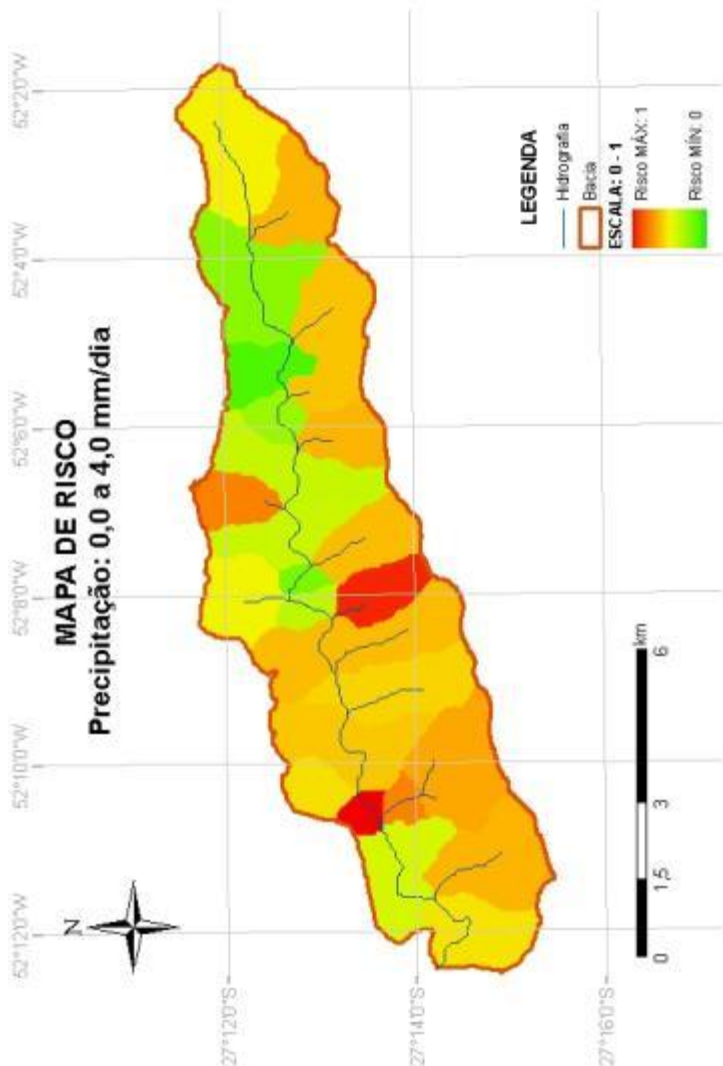 MAPA DE RISCO
Precipitação: 0,0 a 4,0 mm/dia
52°12'0"W
52°10'0"W
52°8'0"W
52°6'0"W
52°4'0"W
52°2'0"W
27°12'0"S
27°14'0"S
27°16'0"S
N
LEGENDA
Hidrografia
Bacia
ESCALA: 0 - 1
Risco MÁX: 1
Risco MÍN: 0
km
0 1,5 3 6